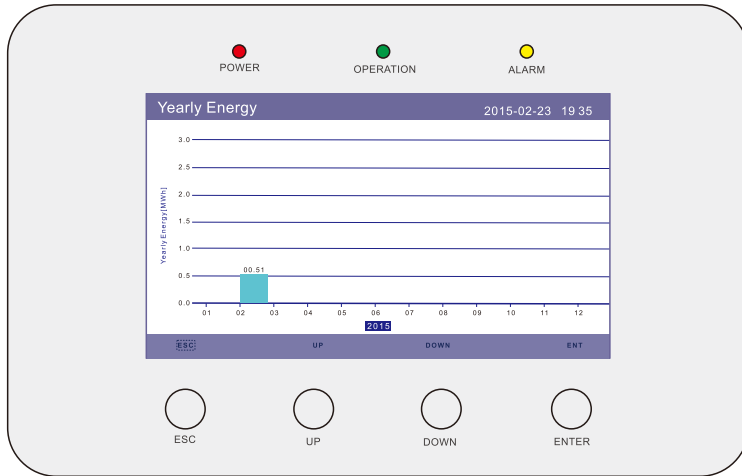 POWER OPERATION ALARM
Yearly Energy 2015-02-23 19 35
3.0
2.5
2.0
1.5
1.0
0.5
0.0
Yearly Energy[MWh]
00.51
01 02 03 04 05 06 07 08 09 10 11 12
2015
ESC UP DOWN ENT
ESC UP DOWN ENTER